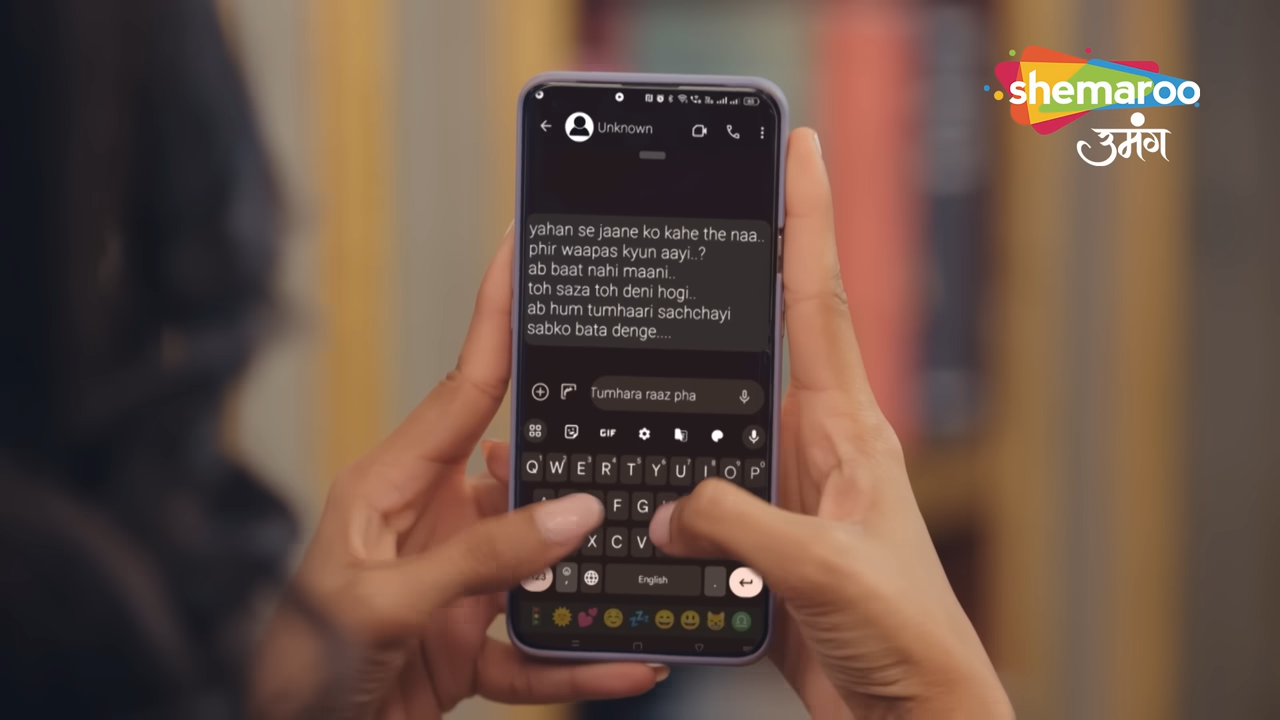 shemaroo
उमंग
Unknown
yahan se jaane ko kahe the naa..
phir waapas kyun aayi..?
ab baat nahi maani..
toh saza toh deni hogi..
ab hum tumhaari sachchayi
sabko bata denge....
Tumhara raaz pha
GIF
Q W E R T Y U I O P
F G
X C V
English